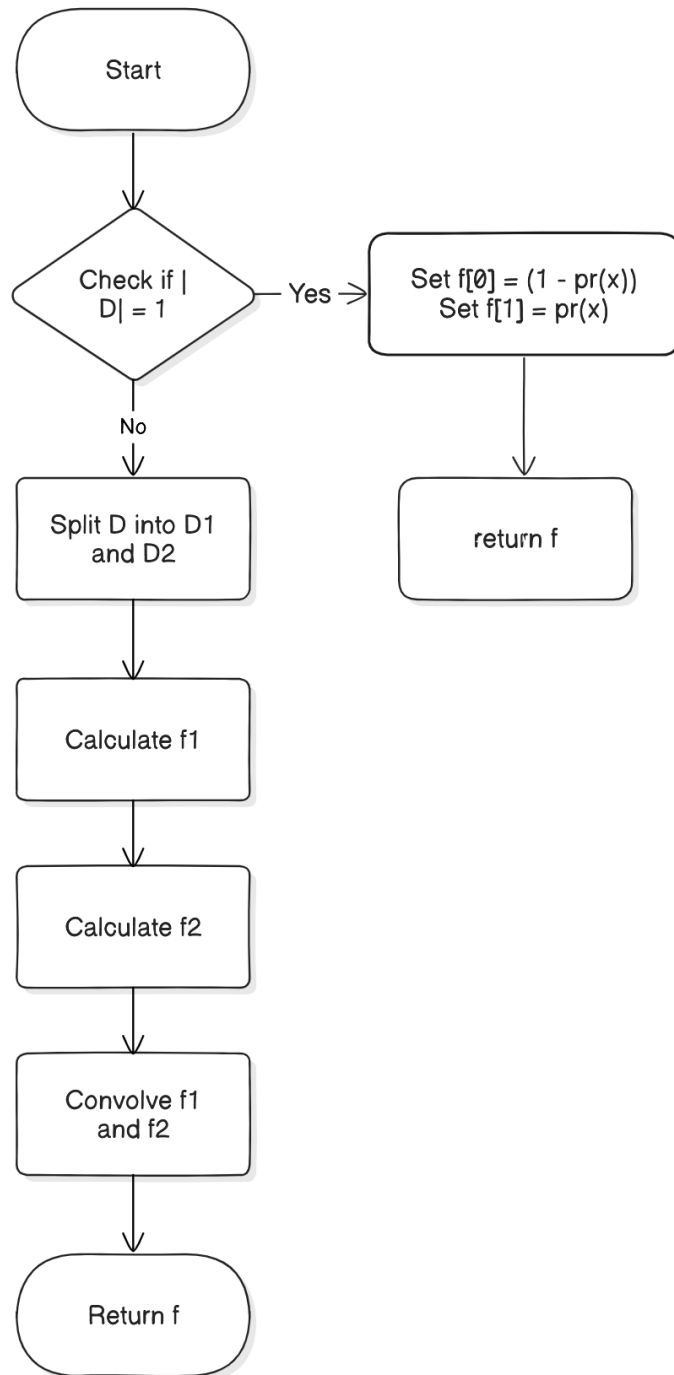 Start
Check if |
D| = 1
Yes
Set f[0] = (1 - pr(x))
Set f[1] = pr(x)
No
Split D into D1
and D2
return f
Calculate f1
Calculate f2
Convolve f1
and f2
Return f